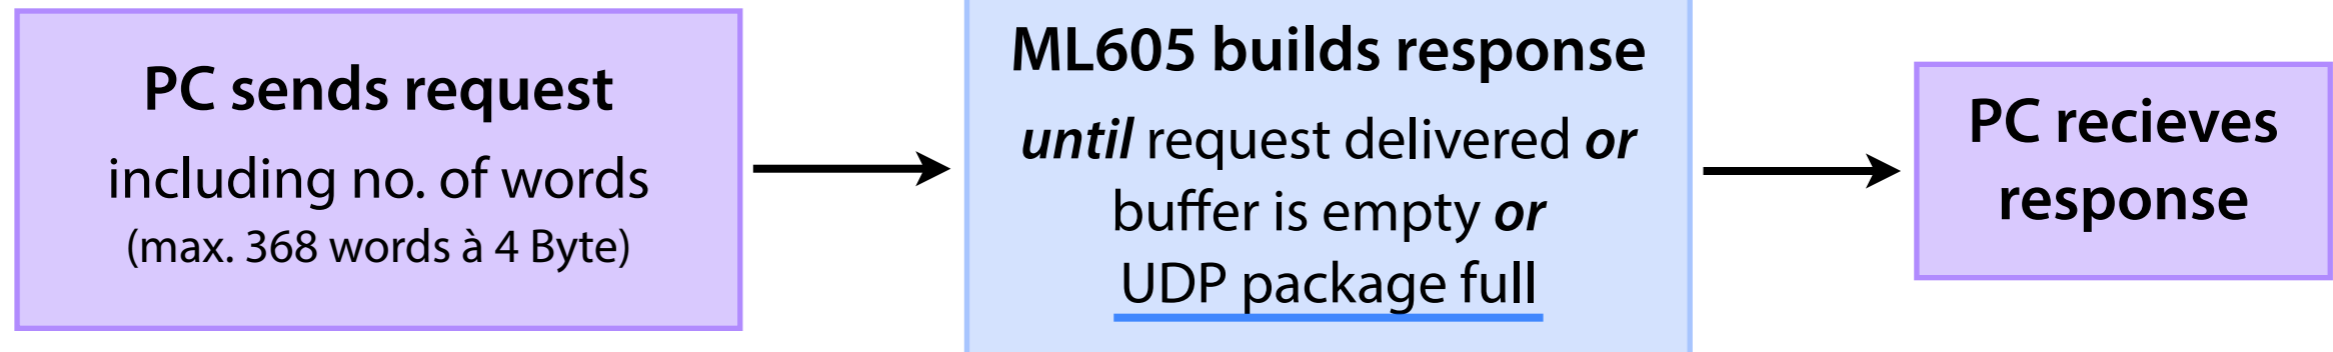 PC sends request
including no. of words
(max. 368 words à 4 Byte)
ML605 builds response
until request delivered or
buffer is empty or
UDP package full
PC recieves
response